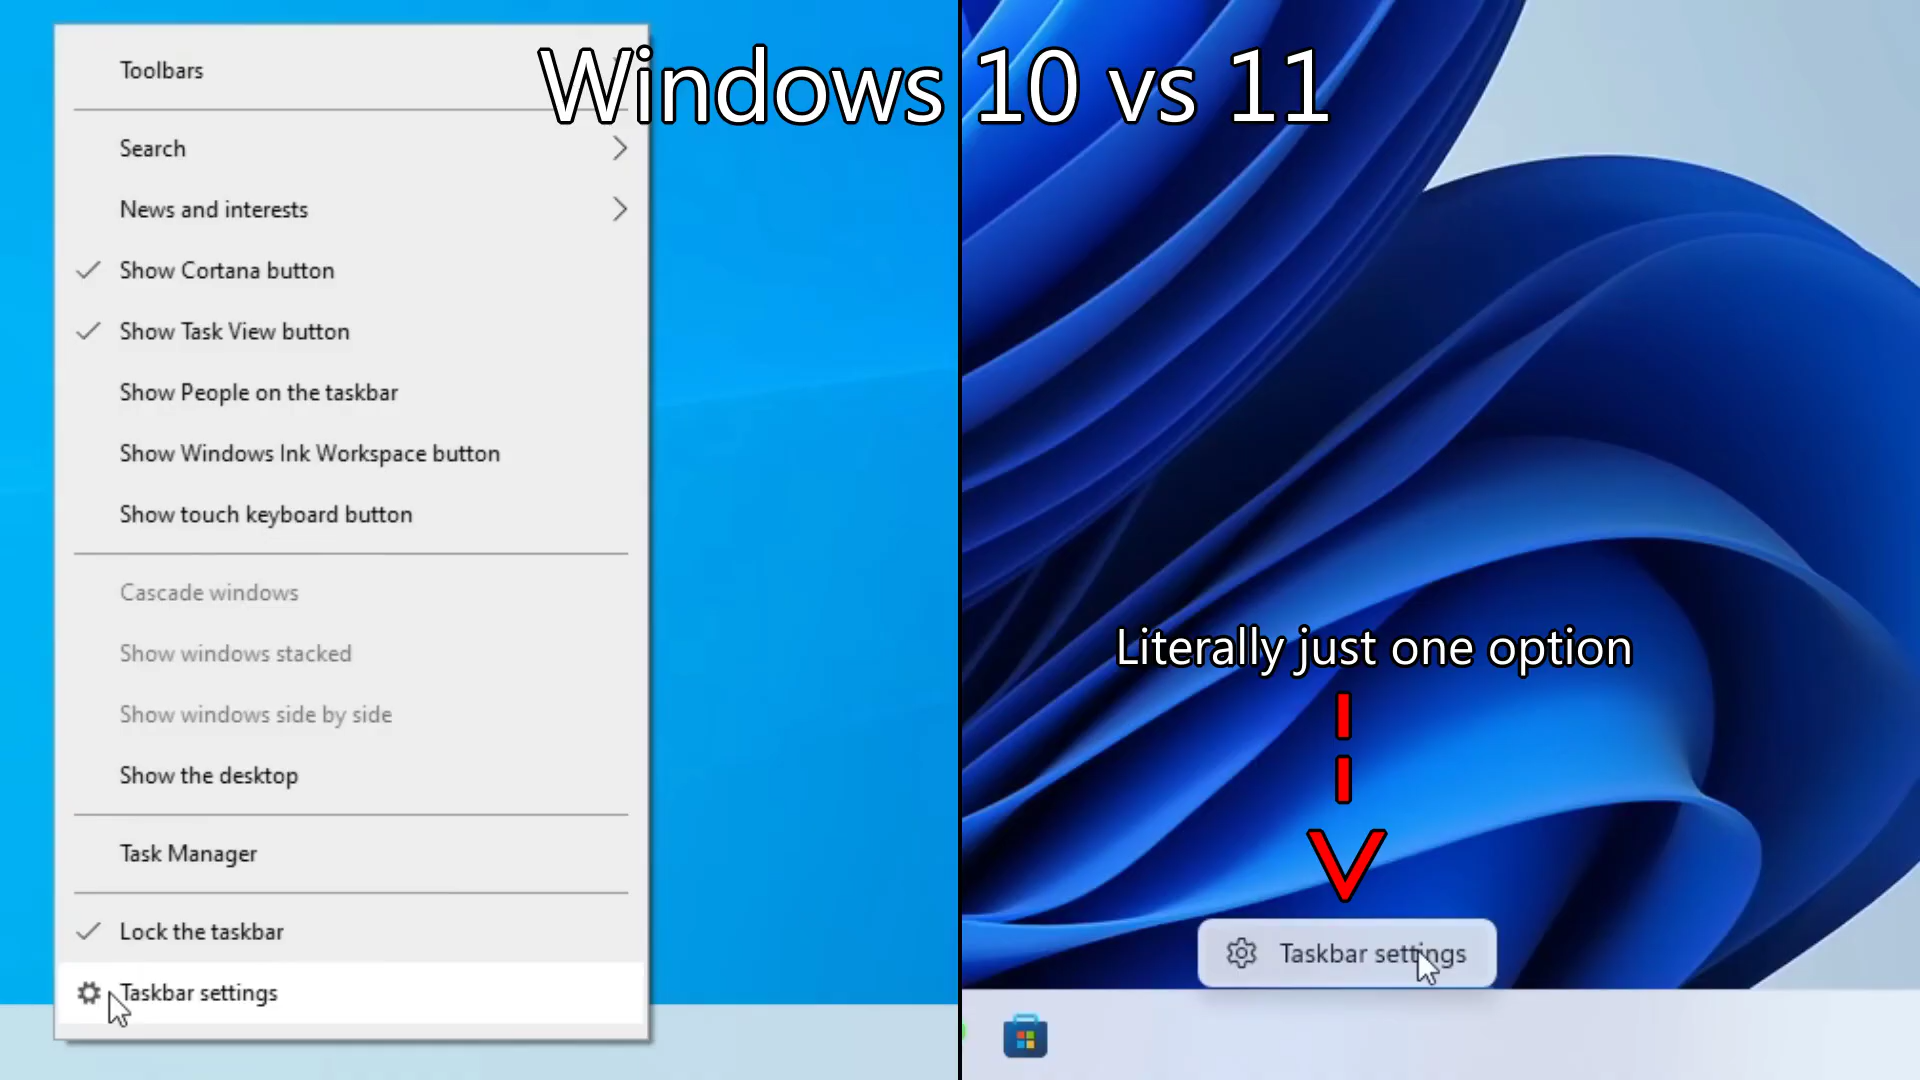 Windows 10 vs 11
Toolbars
Search
News and interests
Show Cortana button
Show Task View button
Show People on the taskbar
Show Windows Ink Workspace button
Show touch keyboard button
Cascade windows
Show windows stacked
Show windows side by side
Show the desktop
Task Manager
Lock the taskbar
Taskbar settings
Literally just one option
Taskbar settings